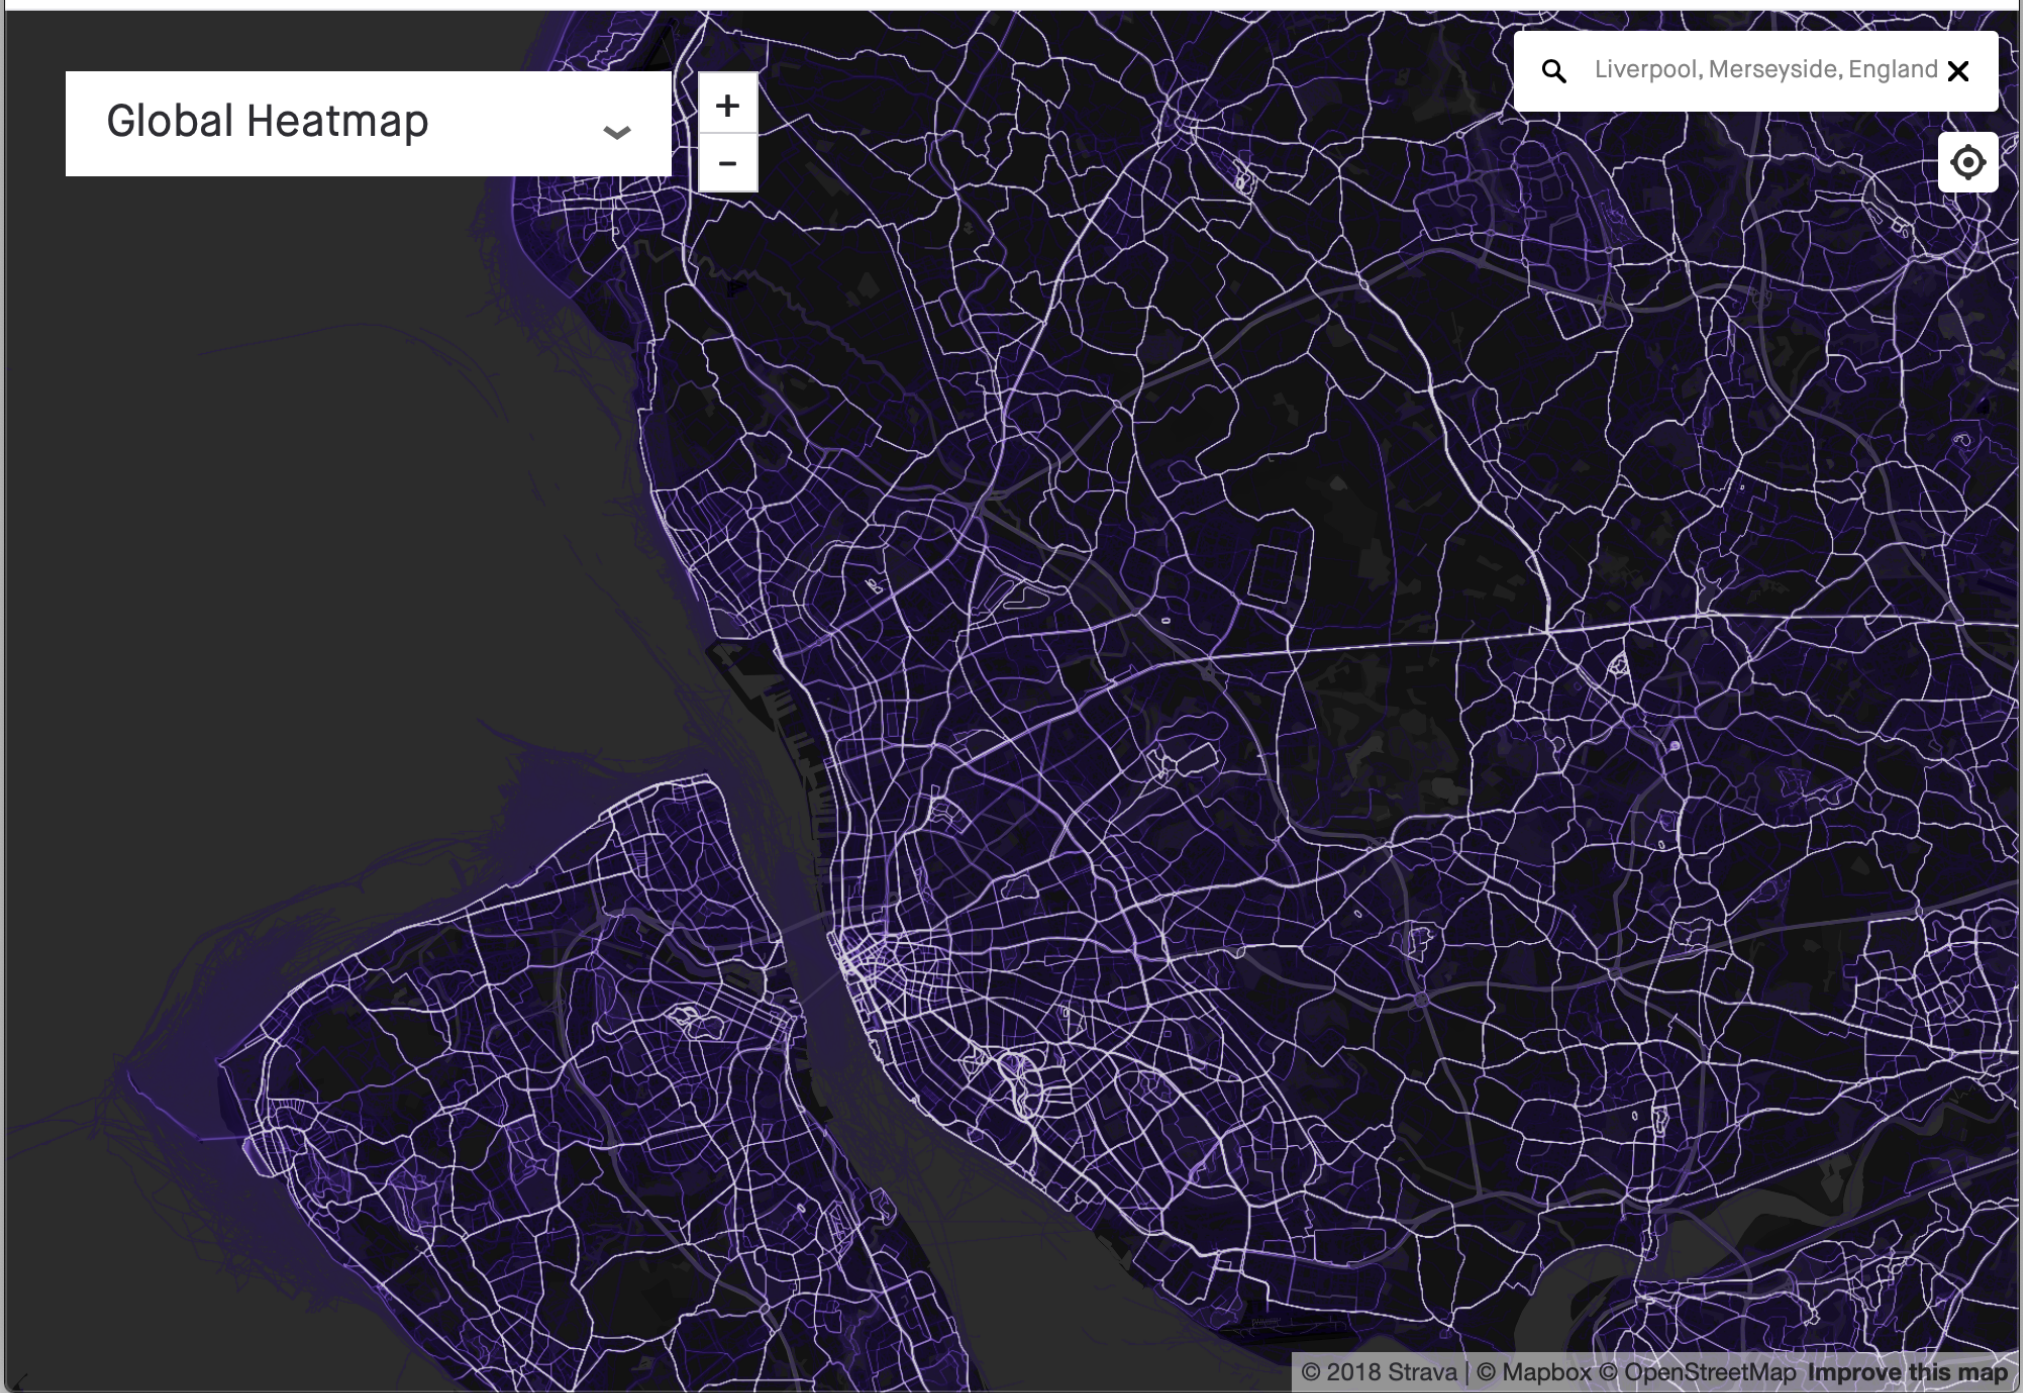 Global Heatmap
+
-
Liverpool, Merseyside, England
© 2018 Strava | © Mapbox © OpenStreetMap Improve this map